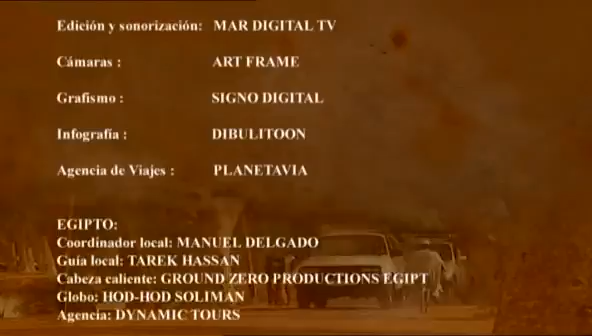 Edición y sonorización: MAR DIGITAL TV
Cámaras : ART FRAME
Grafismo : SIGNO DIGITAL
Infografía : DIBULITOON
Agencia de Viajes : PLANETAVIA
EGIPTO:
Coordinador local: MANUEL DELGADO
Guía local: TAREK HASSAN
Cabeza caliente: GROUND ZERO PRODUCTIONS EGIPT
Globo: HOD-HOD SOLIMAN
Agencia: DYNAMIC TOURS